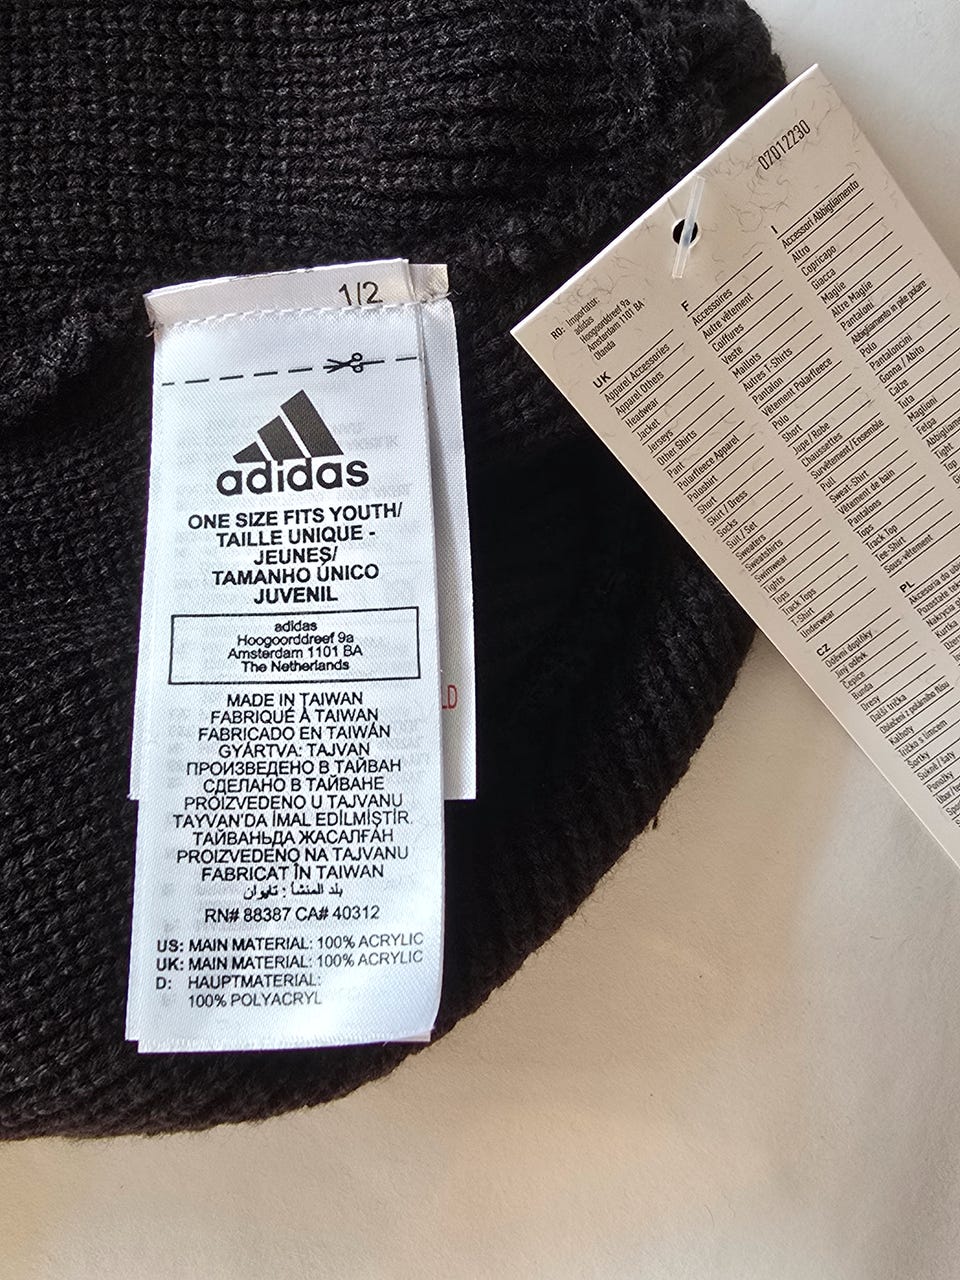 1/2
adidas
ONE SIZE FITS YOUTH/
TAILLE UNIQUE -
JEUNES/
TAMANHO ÚNICO
JUVENIL
adidas
Hoogoorddreef 9a
Amsterdam 1101 BA
The Netherlands
MADE IN TAIWAN
FABRIQUÉ À TAIWAN
FABRICADO EN TAIWÁN
GYÁRTVA: TAJVAN
ПРОИЗВЕДЕНО В ТАЙВАН
СДЕЛАНО В ТАЙВАНЕ
PROIZVEDENO U TAJVANU
TAYVAN'DA İMAL EDİLMİŞTİR.
ТАЙВАНЬДА ЖАСАЛҒАН
PROIZVEDENO NA TAJVANU
FABRICAT ÎN TAIWAN
بلد المنشأ : تايوان
RN# 88387 CA# 40312
US: MAIN MATERIAL: 100% ACRYLIC
UK: MAIN MATERIAL: 100% ACRYLIC
D: HAUPTMATERIAL:
100% POLYACRYL
LD
07012230
RO: Importator:
adidas
Hoogoorddreef 9a
Amsterdam 1101 BA
Olanda
UK
Apparel Accessories
Apparel Others
Headwear
Jacket
Jerseys
Other Shirts
Pant
Polarfleece Apparel
Poloshirt
Short
Skirt / Dress
Socks
Suit / Set
Sweaters
Sweatshirts
Swimwear
Tights
Tops
Track Tops
T-Shirt
Underwear
CZ
Oděvní doplňky
Jiný oděvk
Čepice
Bunda
Dresy
Další trička
Oblečení z polárního flísu
Kalhoty
Tričko s límcem
Šortky
Sukně / šaty
Ponožky
F
Accessoires
Autre vêtement
Coiffures
Veste
Maillots
Autres T-Shirts
Pantalon
Vêtement Polarfleece
Polo
Short
Jupe / Robe
Chaussettes
Survêtement / Ensemble
Pull
Sweat-Shirt
Vêtement de bain
Pantalons
Tops
Track Top
Tee-Shirt
Sous-vêtement
PL
I
Accessori Abbigliamento
Altro
Copricapo
Giacca
Maglie
Altre Maglie
Pantaloni
Abbigliamento in pile polare
Polo
Pantaloncini
Gonna / Abito
Calze
Tuta
Maglioni
Felpa
Top